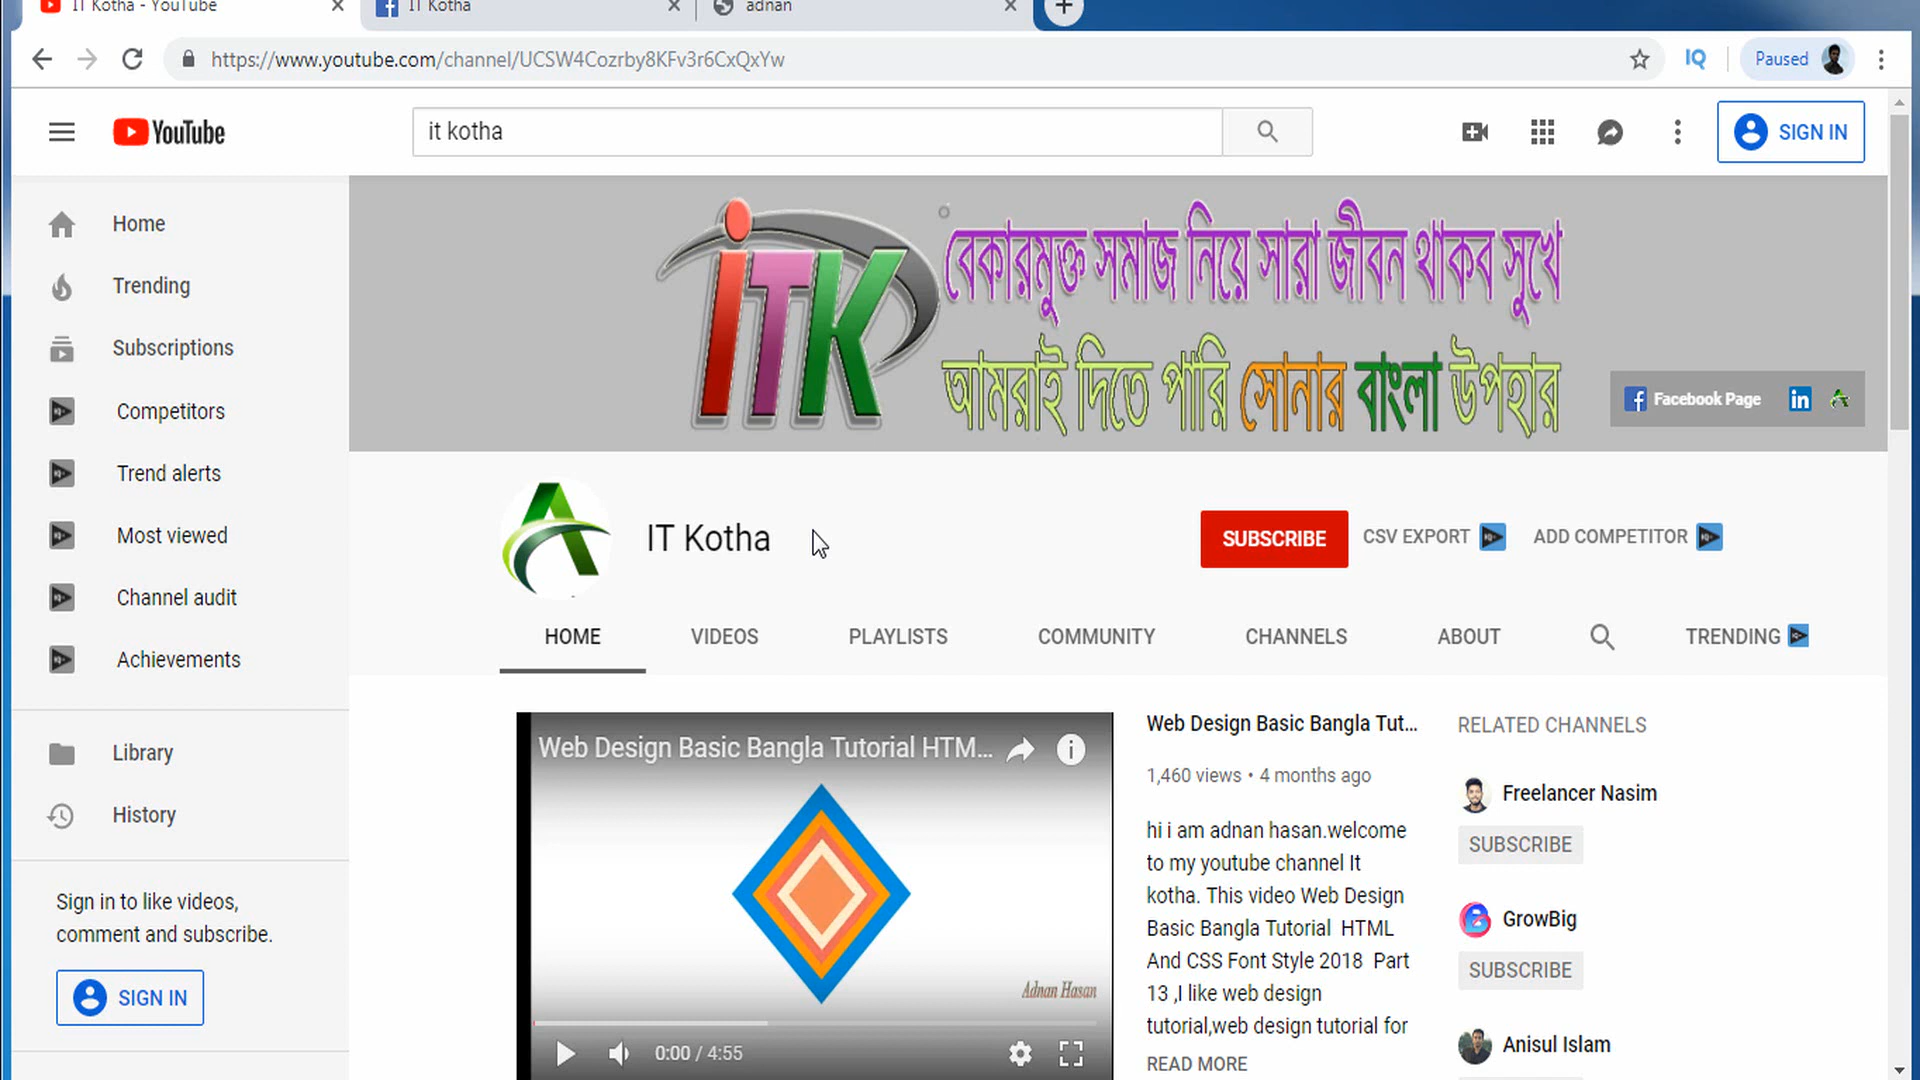 IT Kotha - YouTube
IT Kotha
adnan
https://www.youtube.com/channel/UCSW4Cozrby8KFv3r6CxQxYw
IQ
Paused
YouTube
it kotha
SIGN IN
Home
Trending
Subscriptions
Competitors
Trend alerts
Most viewed
Channel audit
Achievements
Library
History
Sign in to like videos,
comment and subscribe.
SIGN IN
iTK
বেকারমুক্ত সমাজ নিয়ে সারা জীবন থাকব সুখে
আমরাই দিতে পারি সোনার বাংলা উপহার
Facebook Page
in
IT Kotha
SUBSCRIBE
CSV EXPORT
ADD COMPETITOR
HOME
VIDEOS
PLAYLISTS
COMMUNITY
CHANNELS
ABOUT
TRENDING
Web Design Basic Bangla Tutorial HTM...
Adnan Hasan
0:00 / 4:55
Web Design Basic Bangla Tut...
1,460 views • 4 months ago
hi i am adnan hasan.welcome
to my youtube channel It
kotha. This video Web Design
Basic Bangla Tutorial HTML
And CSS Font Style 2018 Part
13 ,I like web design
tutorial,web design tutorial for
READ MORE
RELATED CHANNELS
Freelancer Nasim
SUBSCRIBE
GrowBig
SUBSCRIBE
Anisul Islam